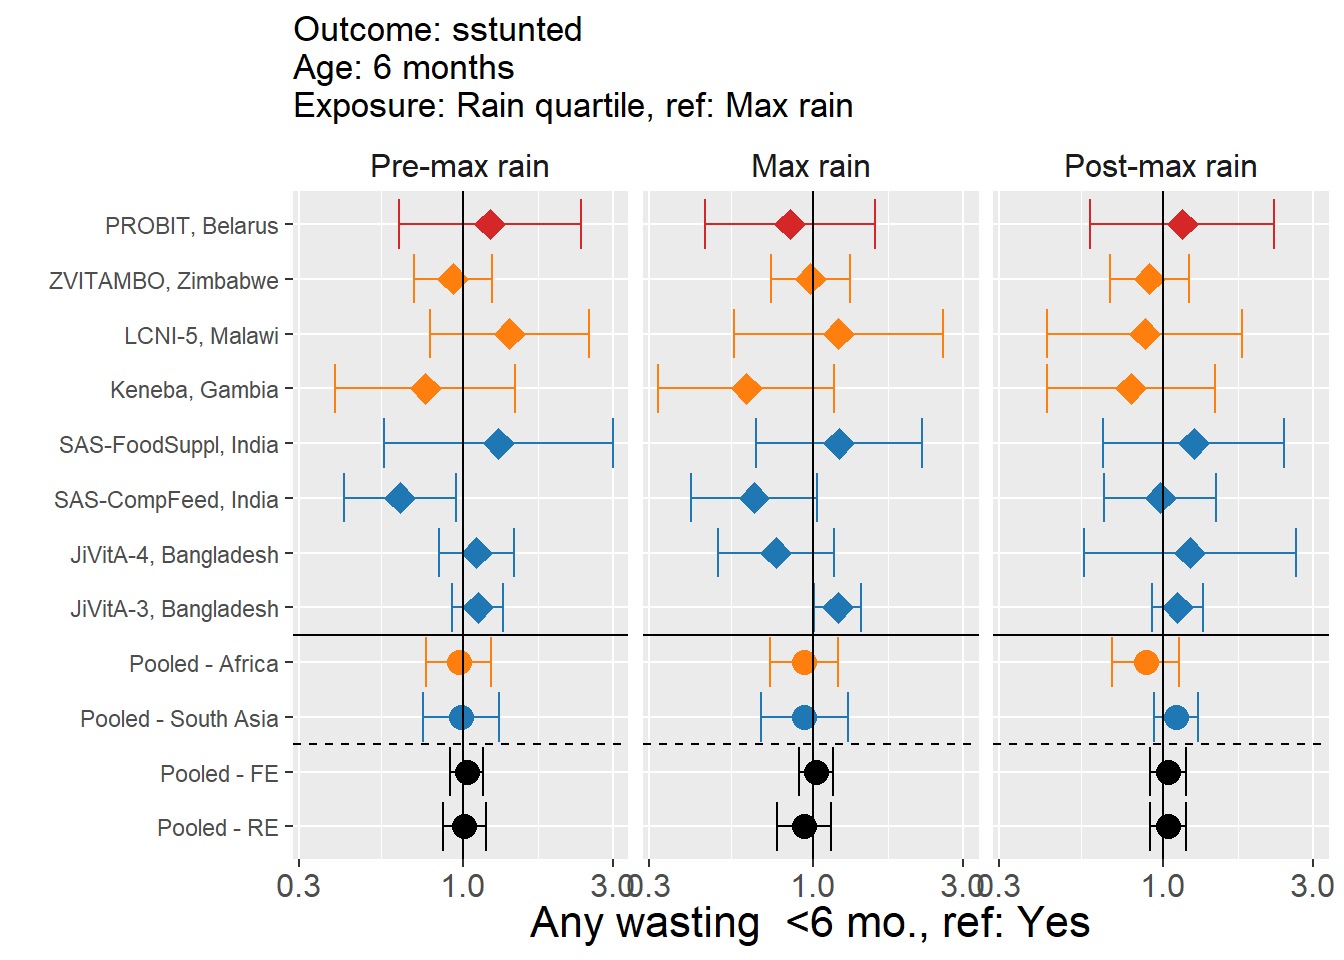 Outcome: sstunted
Age: 6 months
Exposure: Rain quartile, ref: Max rain
Pre-max rain
Max rain
Post-max rain
PROBIT, Belarus
ZVITAMBO, Zimbabwe
LCNI-5, Malawi
Keneba, Gambia
SAS-FoodSuppl, India
SAS-CompFeed, India
JiVitA-4, Bangladesh
JiVitA-3, Bangladesh
Pooled - Africa
Pooled - South Asia
Pooled - FE
Pooled - RE
0.3 1.0 3.0 0.3 1.0 3.0 0.3 1.0 3.0
Any wasting  <6 mo., ref: Yes